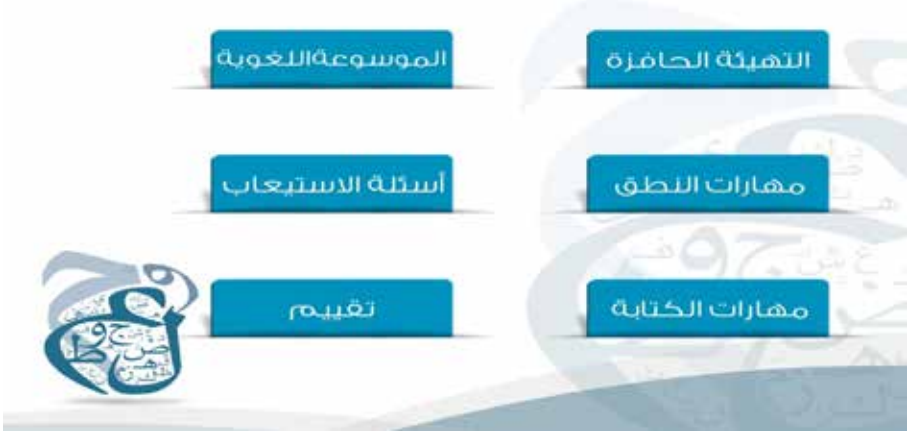 التهيئة الحافزة
الموسوعةاللغوية
مهارات النطق
أسئلة الاستيعاب
مهارات الكتابة
تقييم